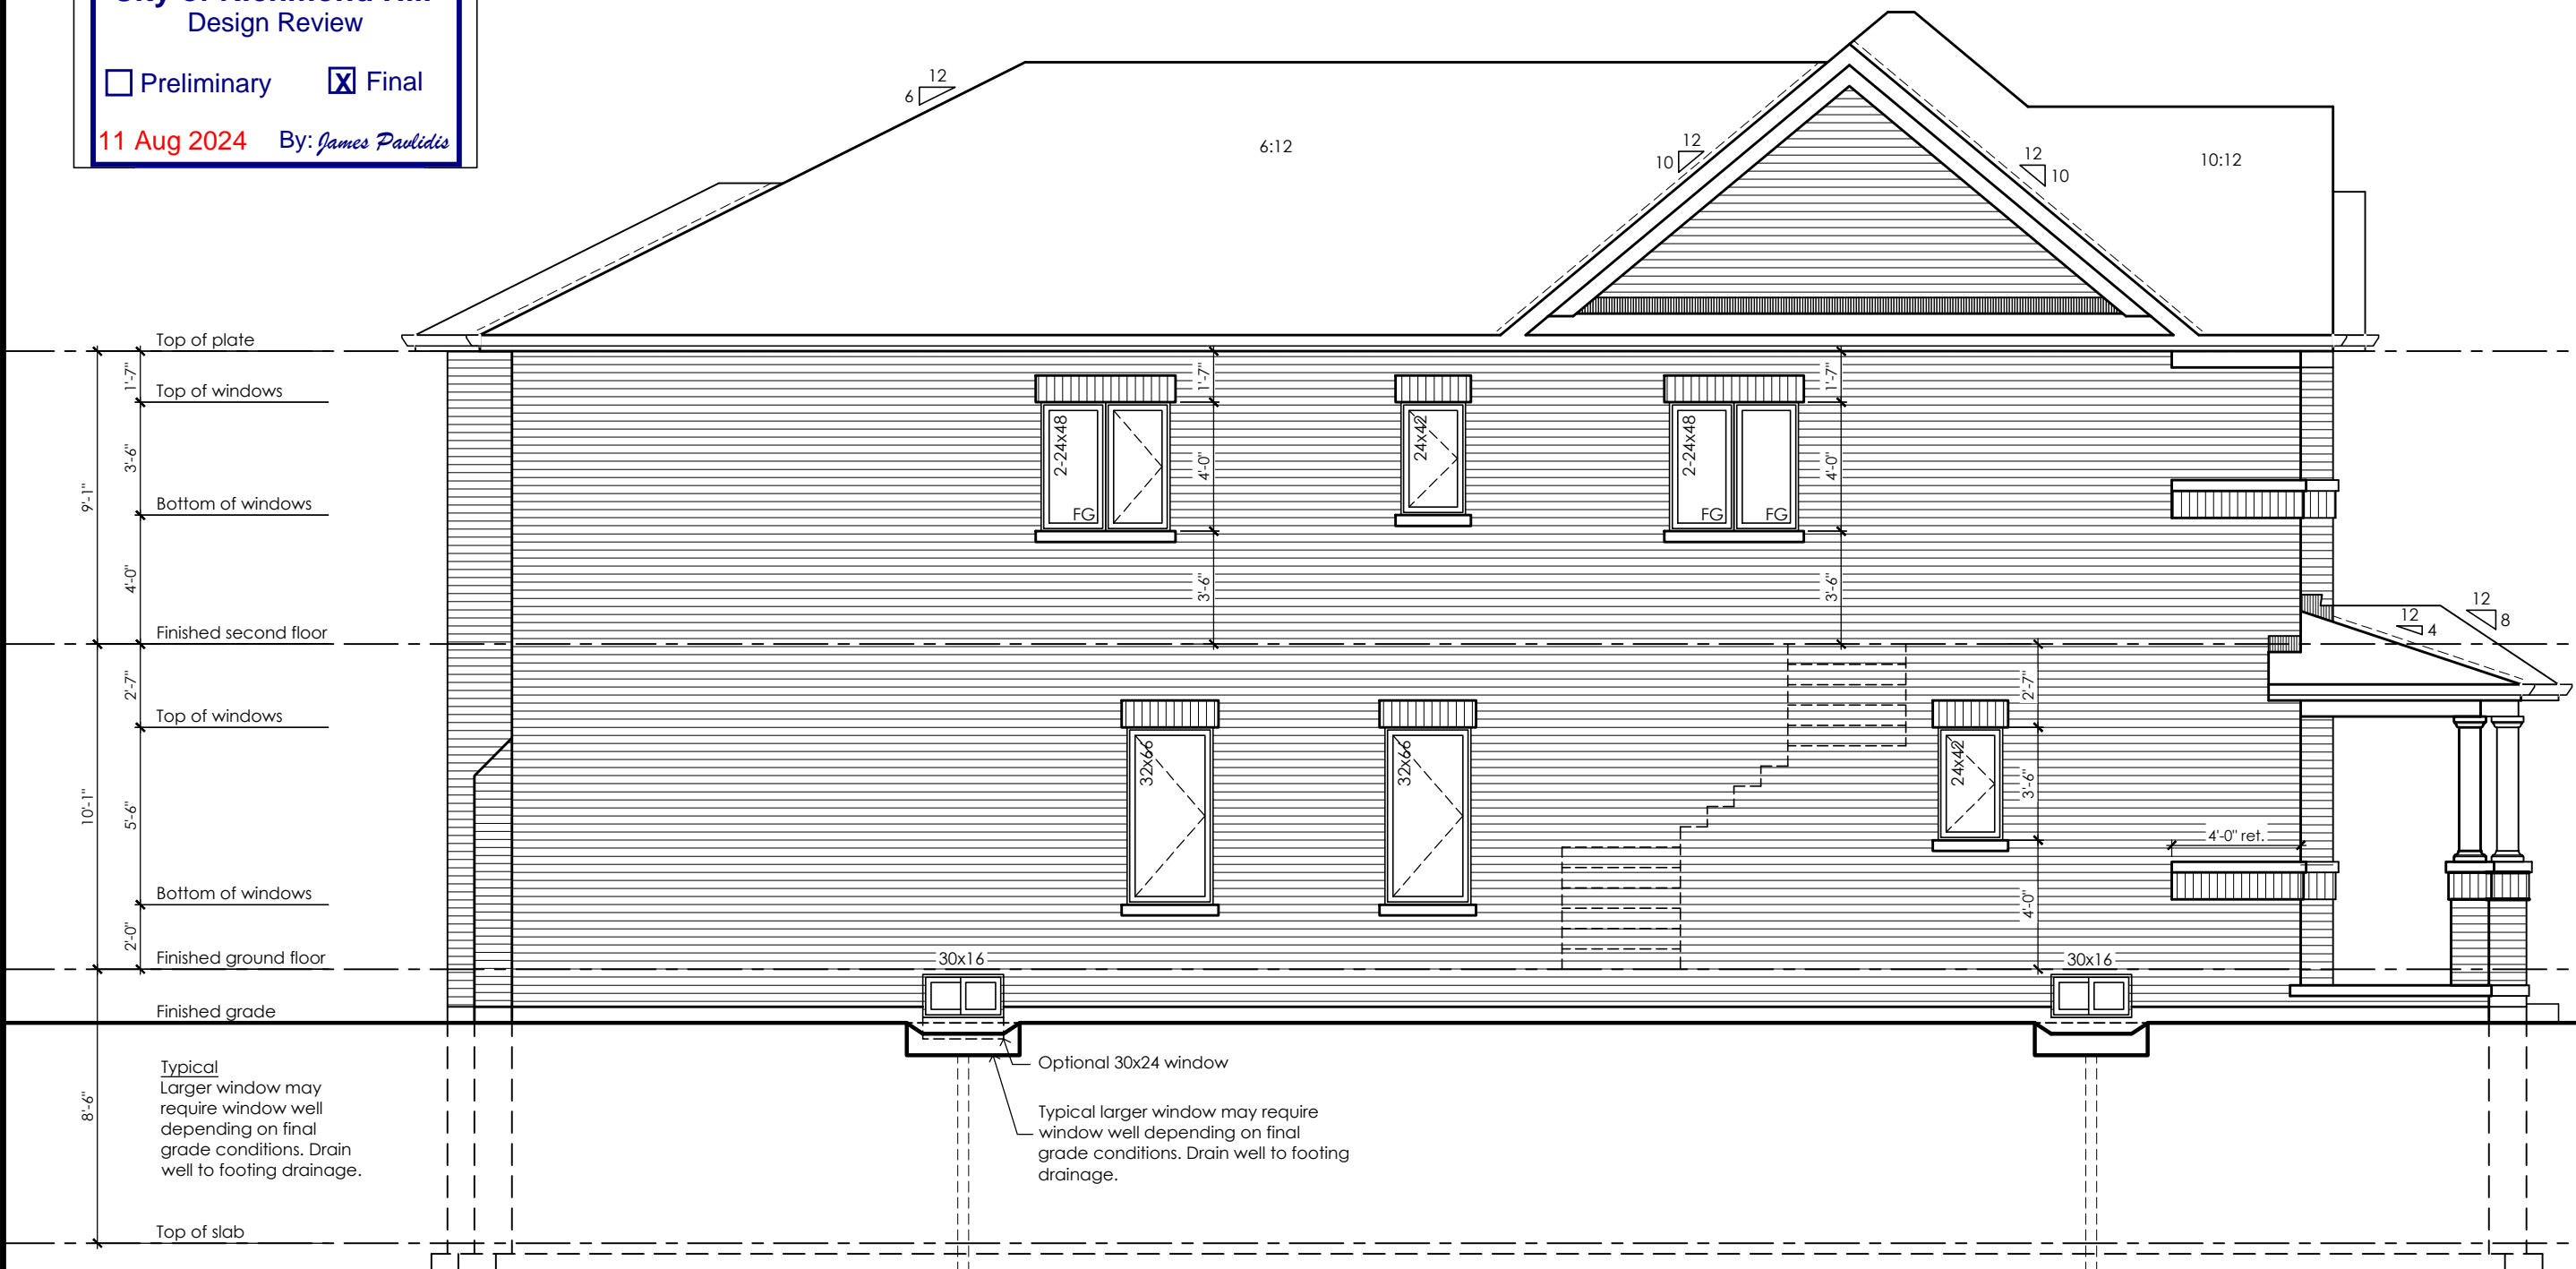 Design Review
Preliminary
X Final
11 Aug 2024 By: James Pavlidis
12
6
6:12
12
10
12
10
10:12
Top of plate
1'-7"
Top of windows
3'-6"
Bottom of windows
9'-1"
4'-0"
Finished second floor
2'-7"
Top of windows
10'-1"
5'-6"
Bottom of windows
2'-0"
Finished ground floor
Finished grade
8'-6"
Top of slab
1'-7"
4'-0"
3'-6"
1'-7"
4'-0"
3'-6"
2-24x48
FG
24x42
2-24x48
FG FG
12
4
12
8
32x66
32x66
24x42
2'-7"
3'-6"
4'-0"
4'-0" ret.
30x16
30x16
Typical
Larger window may
require window well
depending on final
grade conditions. Drain
well to footing drainage.
Optional 30x24 window
Typical larger window may require
window well depending on final
grade conditions. Drain well to footing
drainage.